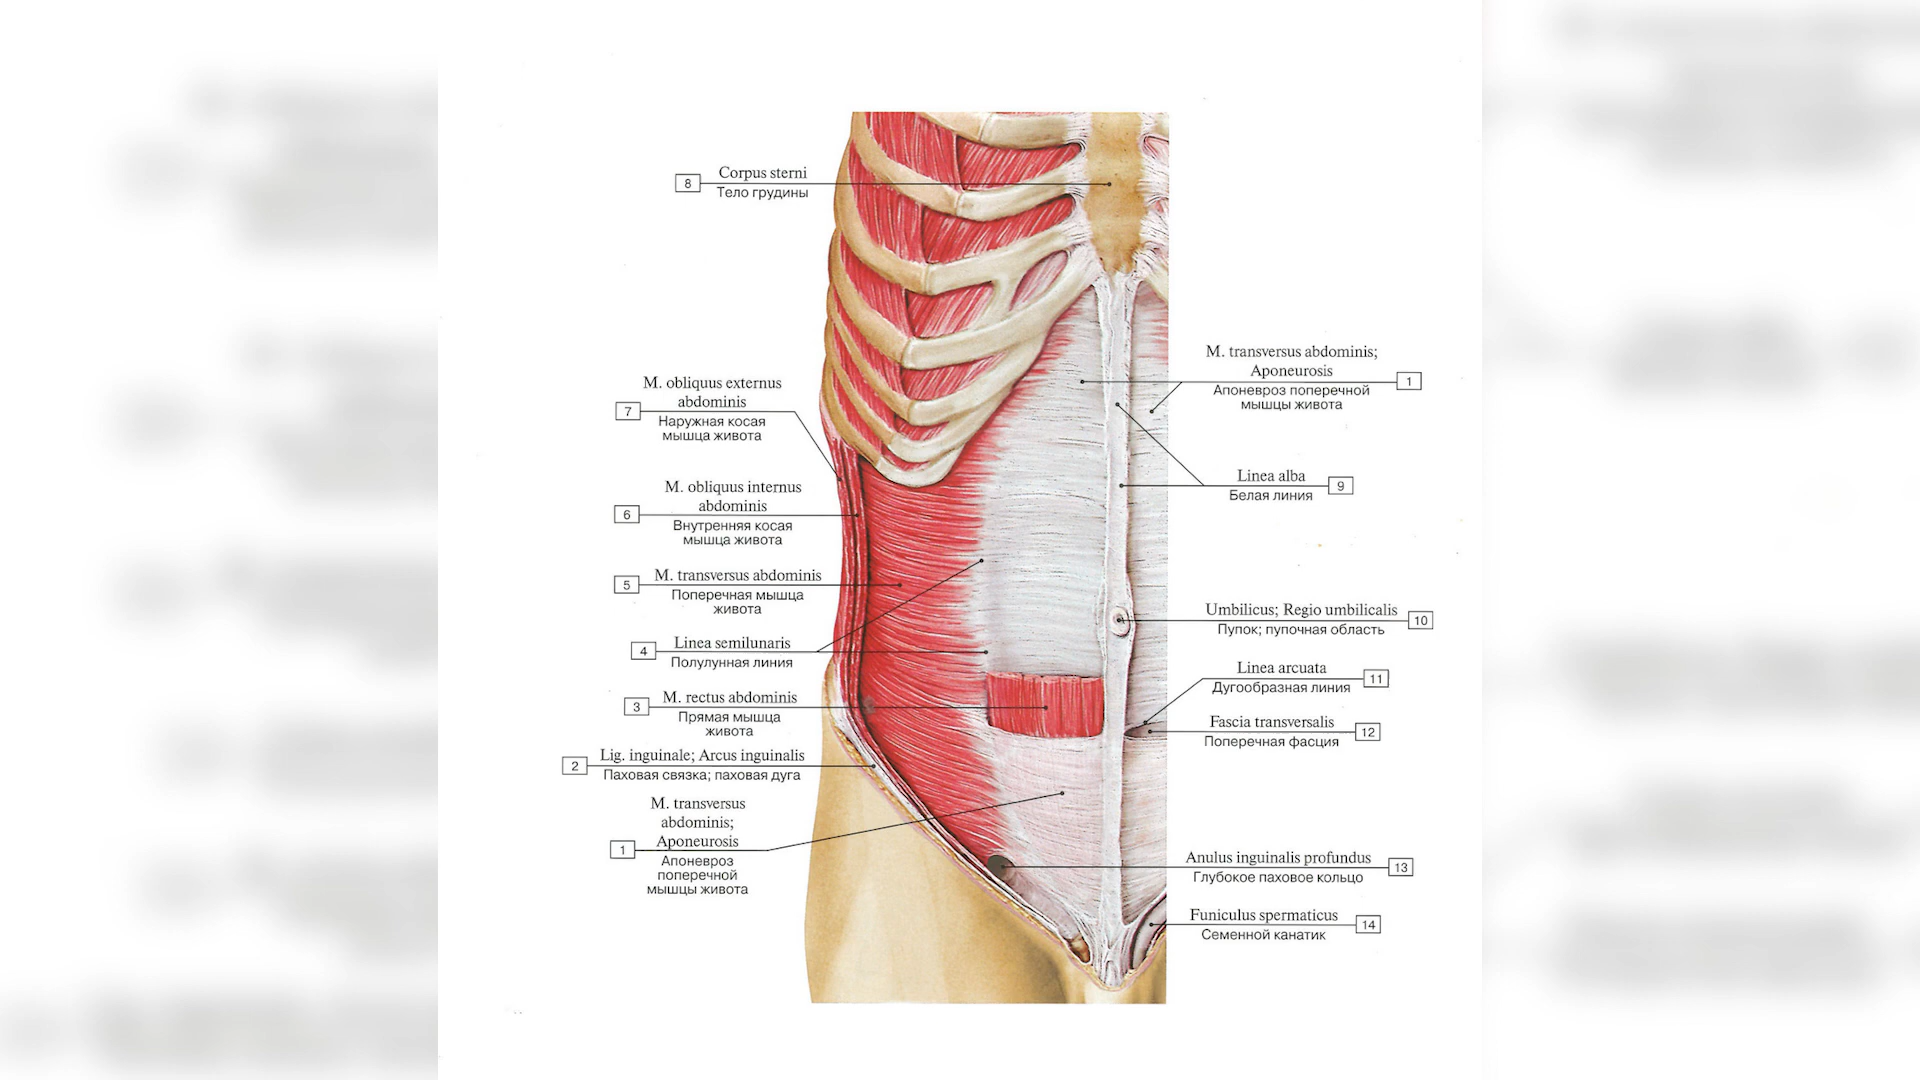 8
Corpus sterni
Тело грудины
M. obliquus externus
abdominis
7
Наружная косая
мышца живота
M. obliquus internus
abdominis
6
Внутренняя косая
мышца живота
M. transversus abdominis
5
Поперечная мышца
живота
Linea semilunaris
4
Полулунная линия
M. rectus abdominis
3
Прямая мышца
живота
Lig. inguinale; Arcus inguinalis
2
Паховая связка; паховая дуга
M. transversus
abdominis;
Aponeurosis
1
Апоневроз
поперечной
мышцы живота
M. transversus abdominis;
Aponeurosis
1
Апоневроз поперечной
мышцы живота
Linea alba
9
Белая линия
Umbilicus; Regio umbilicalis
10
Пупок; пупочная область
Linea arcuata
11
Дугообразная линия
Fascia transversalis
12
Поперечная фасция
Anulus inguinalis profundus
13
Глубокое паховое кольцо
Funiculus spermaticus
14
Семенной канатик